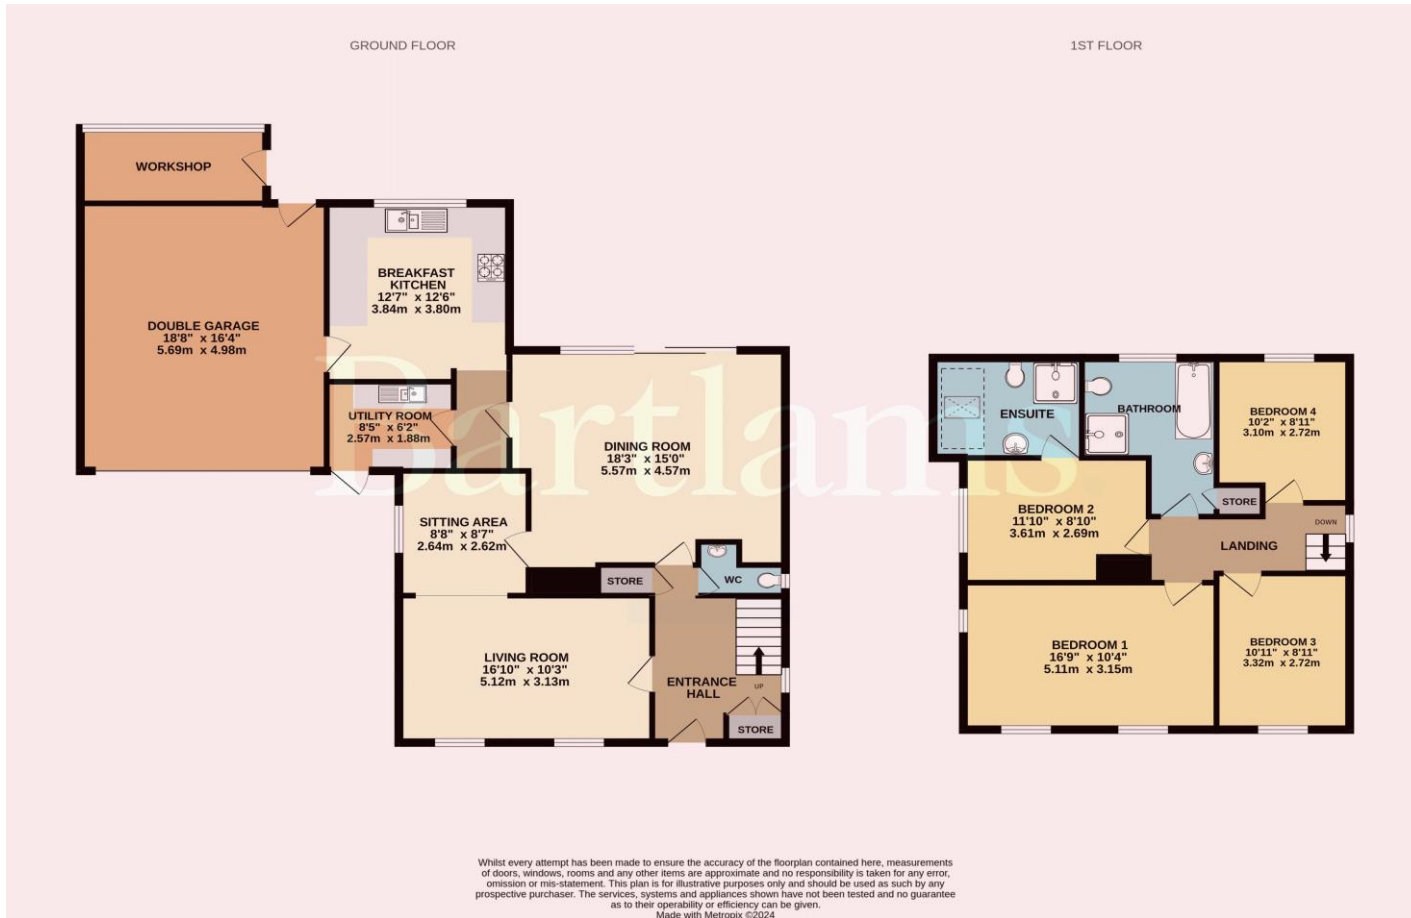 GROUND FLOOR
1ST FLOOR
WORKSHOP
BREAKFAST
KITCHEN
12'7" x 12'6"
3.84m x 3.80m
DOUBLE GARAGE
18'8" x 16'4"
5.69m x 4.98m
UTILITY ROOM
8'5" x 6'2"
2.57m x 1.88m
DINING ROOM
18'3" x 15'0"
5.57m x 4.57m
SITTING AREA
8'8" x 8'7"
2.64m x 2.62m
STORE
WC
LIVING ROOM
16'10" x 10'3"
5.12m x 3.13m
ENTRANCE
HALL
UP
STORE
ENSUITE
BATHROOM
BEDROOM 4
10'2" x 8'11"
3.10m x 2.72m
BEDROOM 2
11'10" x 8'10"
3.61m x 2.69m
STORE
DOWN
LANDING
BEDROOM 1
16'9" x 10'4"
5.11m x 3.15m
BEDROOM 3
10'11" x 8'11"
3.32m x 2.72m
Bartlams.
Whilst every attempt has been made to ensure the accuracy of the floorplan contained here, measurements
of doors, windows, rooms and any other items are approximate and no responsibility is taken for any error,
omission or mis-statement. This plan is for illustrative purposes only and should be used as such by any
prospective purchaser. The services, systems and appliances shown have not been tested and no guarantee
as to their operability or efficiency can be given.
Made with Metropix ©2024